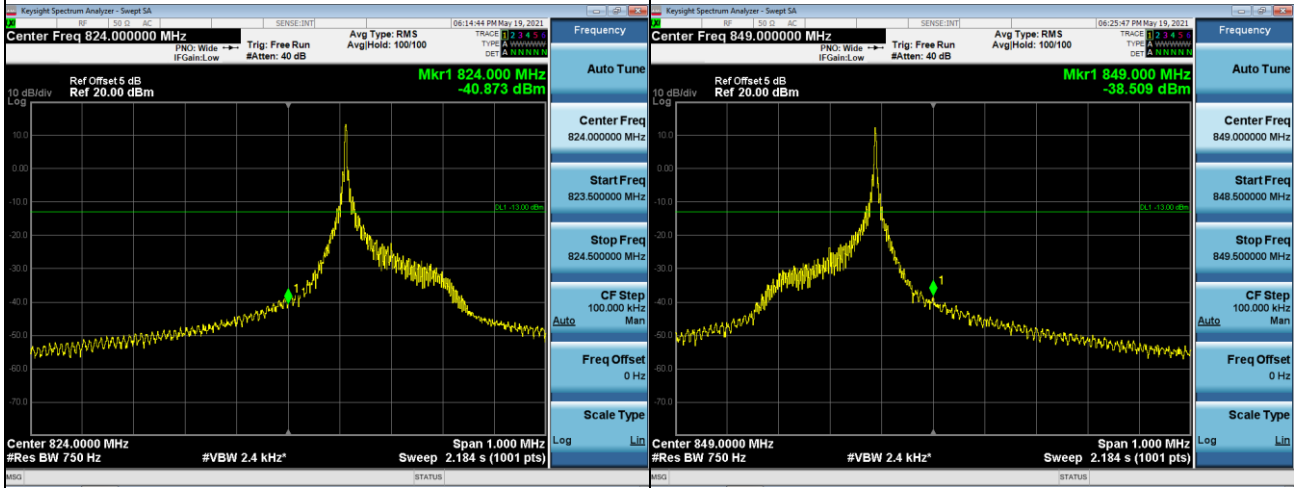 Keysight Spectrum Analyzer - Swept SA
RF 50 Ω AC SENSE:INT 06:14:44 PM May 19, 2021
Center Freq 824.000000 MHz
Avg Type: RMS
TRACE 1 2 3 4 5 6
PNO: Wide
Trig: Free Run
Avg|Hold: 100/100
TYPE A WWWWW
IFGain:Low
#Atten: 40 dB
DET A N N N N N
Mkr1 824.000 MHz
Ref Offset 5 dB
-40.873 dBm
10 dB/div Ref 20.00 dBm
Log
10.0
0.00
-10.0
DL1 -13.00 dBm
-20.0
-30.0
1
-40.0
-50.0
-60.0
-70.0
Center 824.0000 MHz Span 1.000 MHz
#Res BW 750 Hz #VBW 2.4 kHz* Sweep 2.184 s (1001 pts)
MSG STATUS
Frequency
Auto Tune
Center Freq
824.000000 MHz
Start Freq
823.500000 MHz
Stop Freq
824.500000 MHz
CF Step
100.000 kHz
Auto Man
Freq Offset
0 Hz
Scale Type
Log Lin
Keysight Spectrum Analyzer - Swept SA
RF 50 Ω AC SENSE:INT 06:25:47 PM May 19, 2021
Center Freq 849.000000 MHz
Avg Type: RMS
TRACE 1 2 3 4 5 6
PNO: Wide
Trig: Free Run
Avg|Hold: 100/100
TYPE A WWWWW
IFGain:Low
#Atten: 40 dB
DET A N N N N N
Mkr1 849.000 MHz
Ref Offset 5 dB
-38.509 dBm
10 dB/div Ref 20.00 dBm
Log
10.0
0.00
-10.0
DL1 -13.00 dBm
-20.0
-30.0
1
-40.0
-50.0
-60.0
-70.0
Center 849.0000 MHz Span 1.000 MHz
#Res BW 750 Hz #VBW 2.4 kHz* Sweep 2.184 s (1001 pts)
MSG STATUS
Frequency
Auto Tune
Center Freq
849.000000 MHz
Start Freq
848.500000 MHz
Stop Freq
849.500000 MHz
CF Step
100.000 kHz
Auto Man
Freq Offset
0 Hz
Scale Type
Log Lin